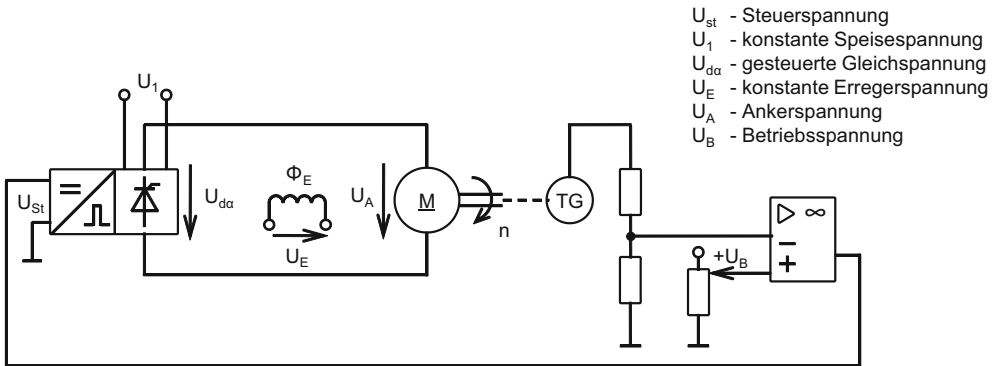 U_st - Steuerspannung
U_1 - konstante Speisespannung
U_dα - gesteuerte Gleichspannung
U_E - konstante Erregerspannung
U_A - Ankerspannung
U_B - Betriebsspannung
U_1
U_St
U_dα
Φ_E
U_E
U_A
M
n
TG
▷ ∞
−
+
+U_B